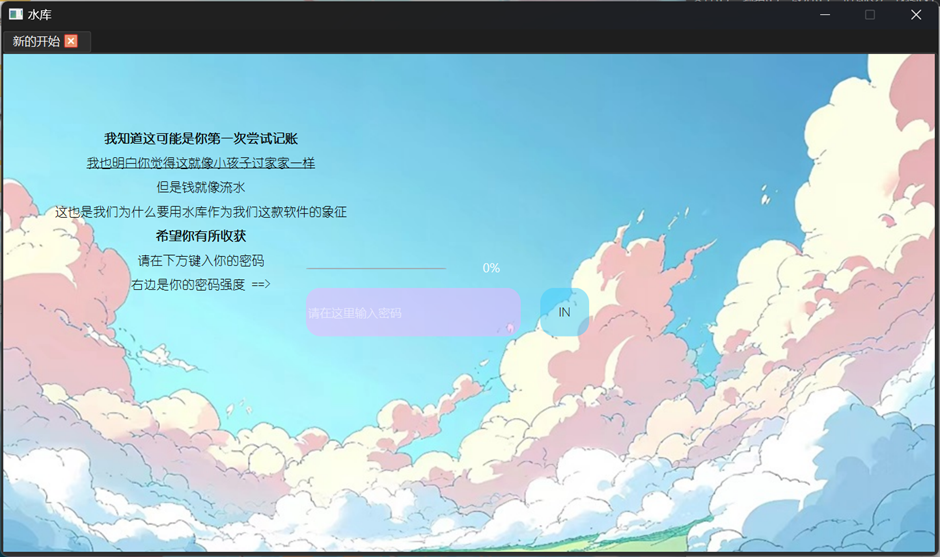 水库
新的开始
我知道这可能是你第一次尝试记账
我也明白你觉得这就像小孩子过家家一样
但是钱就像流水
这也是我们为什么要用水库作为我们这款软件的象征
希望你有所收获
请在下方键入你的密码
右边是你的密码强度 ==>
0%
请在这里输入密码
IN